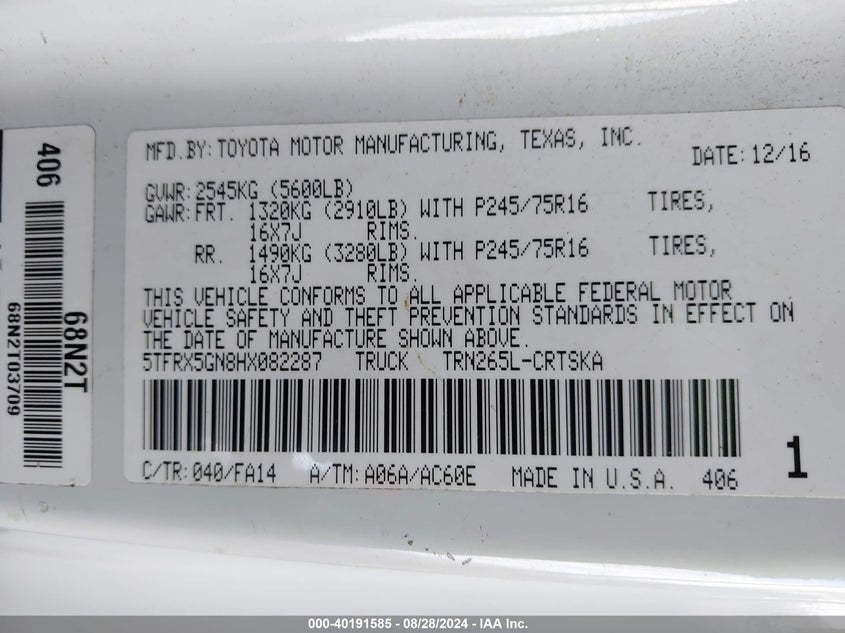 406
68N2T
68N2T03709
MFD.BY:TOYOTA MOTOR MANUFACTURING, TEXAS, INC.
DATE:12/16
GVWR:2545KG (5600LB)
GAWR:FRT. 1320KG (2910LB) WITH P245/75R16 TIRES,
16X7J RIMS.
RR. 1490KG (3280LB) WITH P245/75R16 TIRES,
16X7J RIMS.
THIS VEHICLE CONFORMS TO ALL APPLICABLE FEDERAL MOTOR
VEHICLE SAFETY AND THEFT PREVENTION STANDARDS IN EFFECT ON
THE DATE OF MANUFACTURE SHOWN ABOVE.
5TFRX5GN8HX082287 TRUCK TRN265L-CRTSKA
C/TR:040/FA14 A/TM:A06A/AC60E MADE IN U.S.A. 406
1
000-40191585 - 08/28/2024 - IAA Inc.